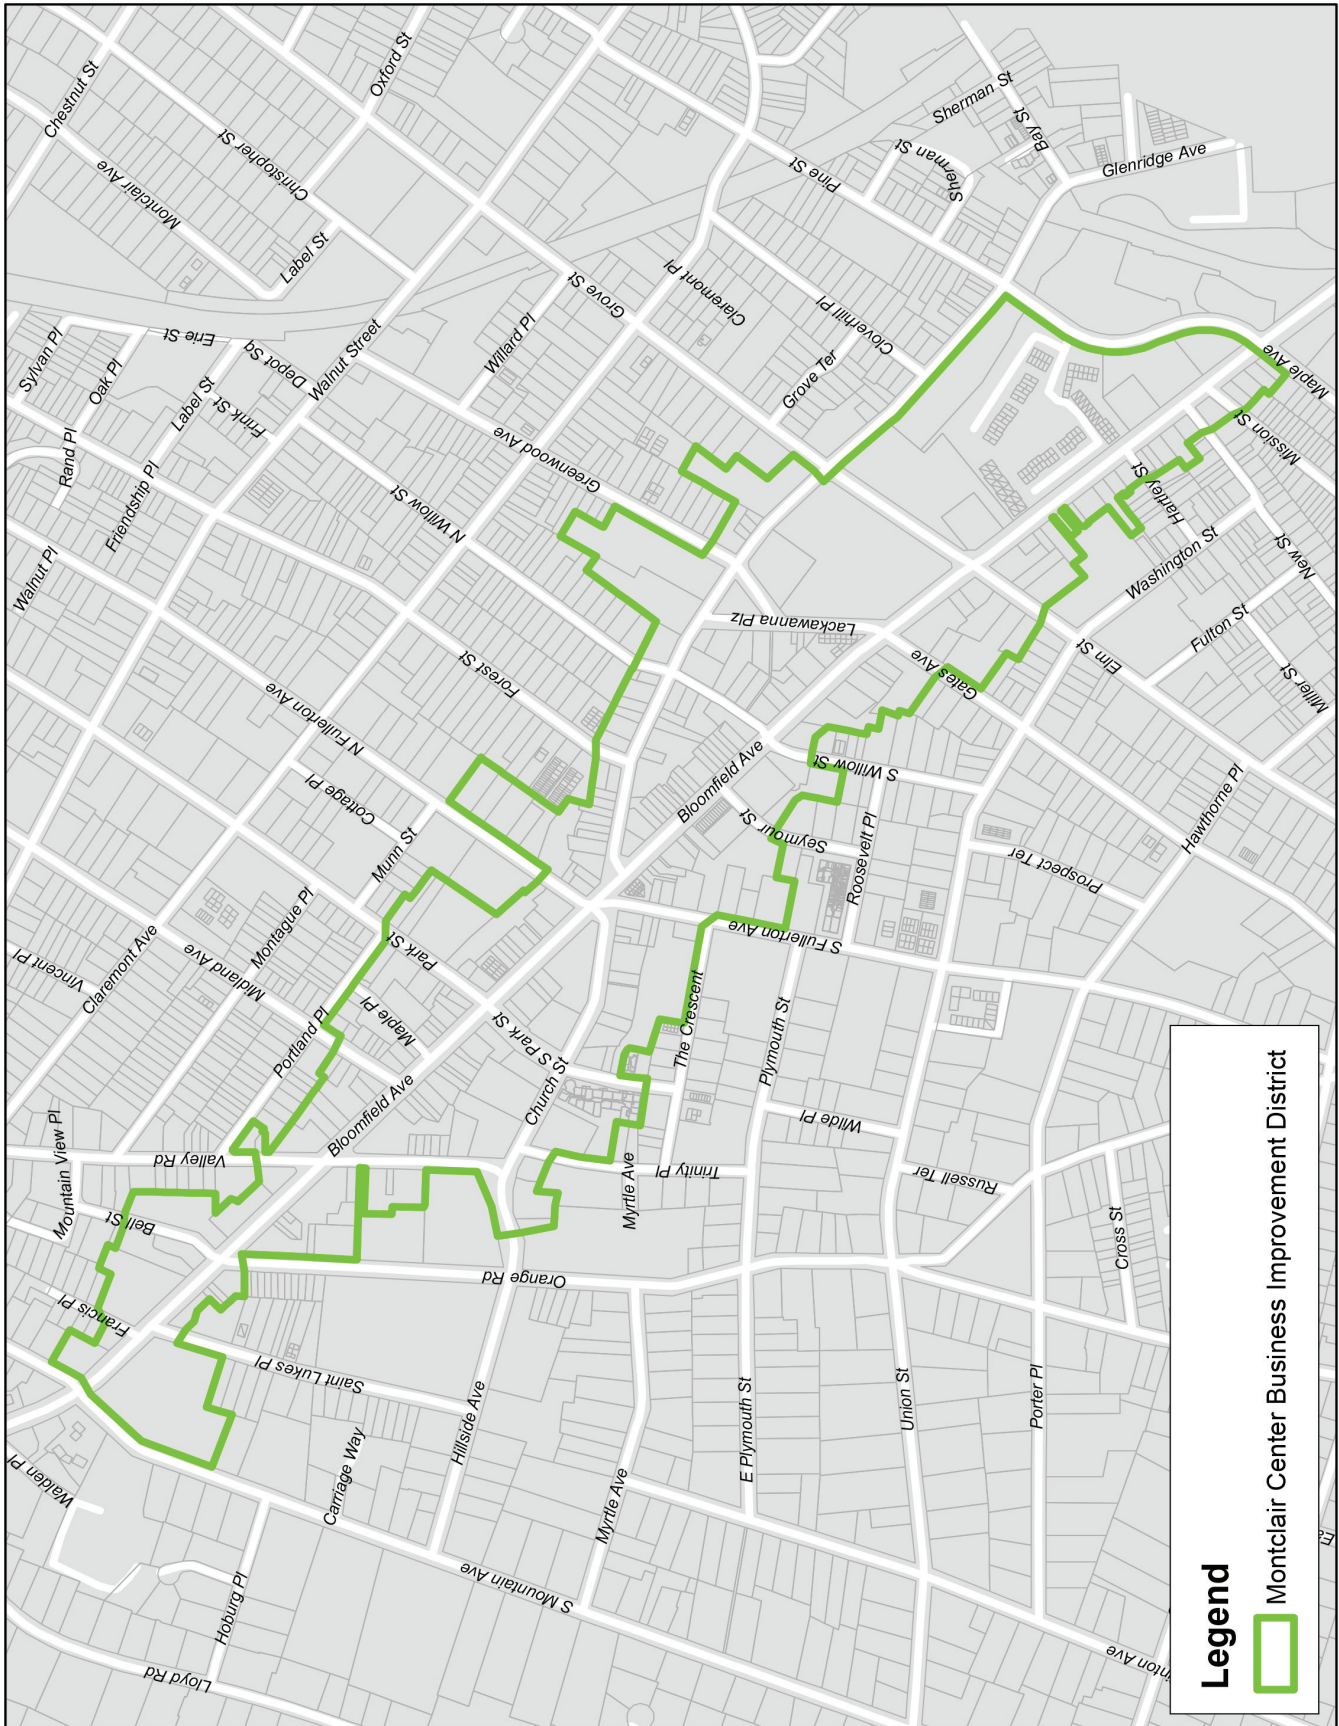 Chestnut St
Oxford St
Montclair Ave
Christopher St
Label St
Sherman St
Bay St
Sherman St
Glenridge Ave
Pine St
Sylvan Pl
Erie St
Oak Pl
Depot Sq
Walnut Street
Label St
Frink St
Rand Pl
Friendship Pl
Walnut Pl
Willard Pl
Grove St
Claremont Pl
Cloverhill Pl
Grove Ter
Greenwood Ave
N Willow St
Forest St
N Fullerton Ave
Cottage Pl
Munn St
Montague Pl
Midland Ave
Claremont Ave
Vincent Pl
Park St
Maple Pl
Portland Pl
Lackawanna Plz
Gates Ave
Elm St
Maple Ave
Mission St
Hartley St
Washington St
New St
Fulton St
Miller St
Bloomfield Ave
S Willow St
Seymour St
Roosevelt Pl
Prospect Ter
Hawthorne Pl
S Fullerton Ave
The Crescent
Plymouth St
S Park St
Church St
Bloomfield Ave
Valley Rd
Mountain View Pl
Bell St
Francis Pl
Myrtle Ave
Trinity Pl
Wilde Pl
Russell Ter
Cross St
Orange Rd
Saint Lukes Pl
Hillside Ave
Carriage Way
E Plymouth St
Union St
Porter Pl
Myrtle Ave
S Mountain Ave
Walden Pl
Hoburg Pl
Lloyd Rd
Maple
inton Ave
Ea
Legend
Montclair Center Business Improvement District